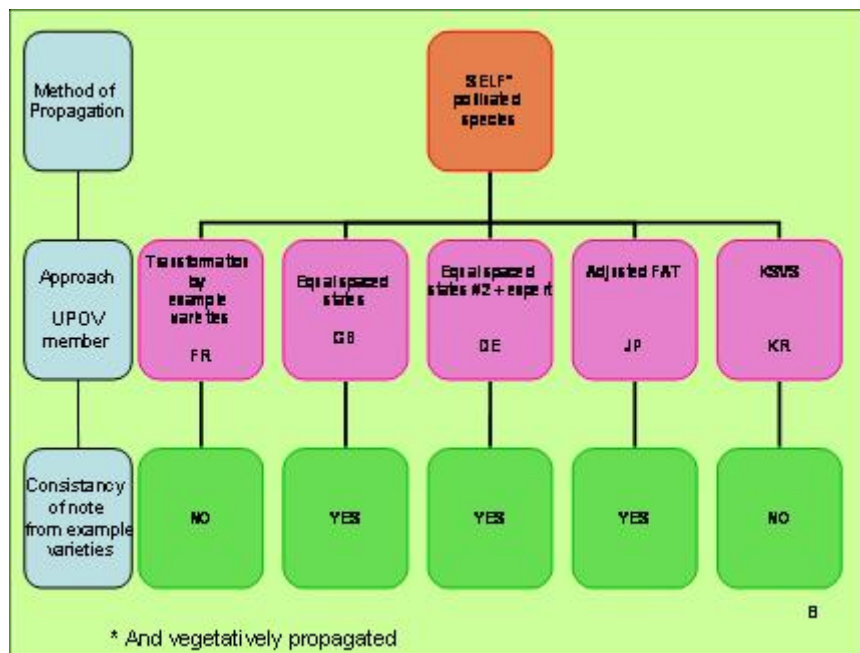 Method of
Propagation
SELF*
pollinated
species
Approach
UPOV
member
Transformation
by
example
varieties
FR
Equal spaced
states
GB
Equal spaced
states #2 + expert
DE
Adjusted FAT
JP
KSVS
KR
Consistancy
of note
from example
varieties
NO
YES
YES
YES
NO
* And vegetatively propagated